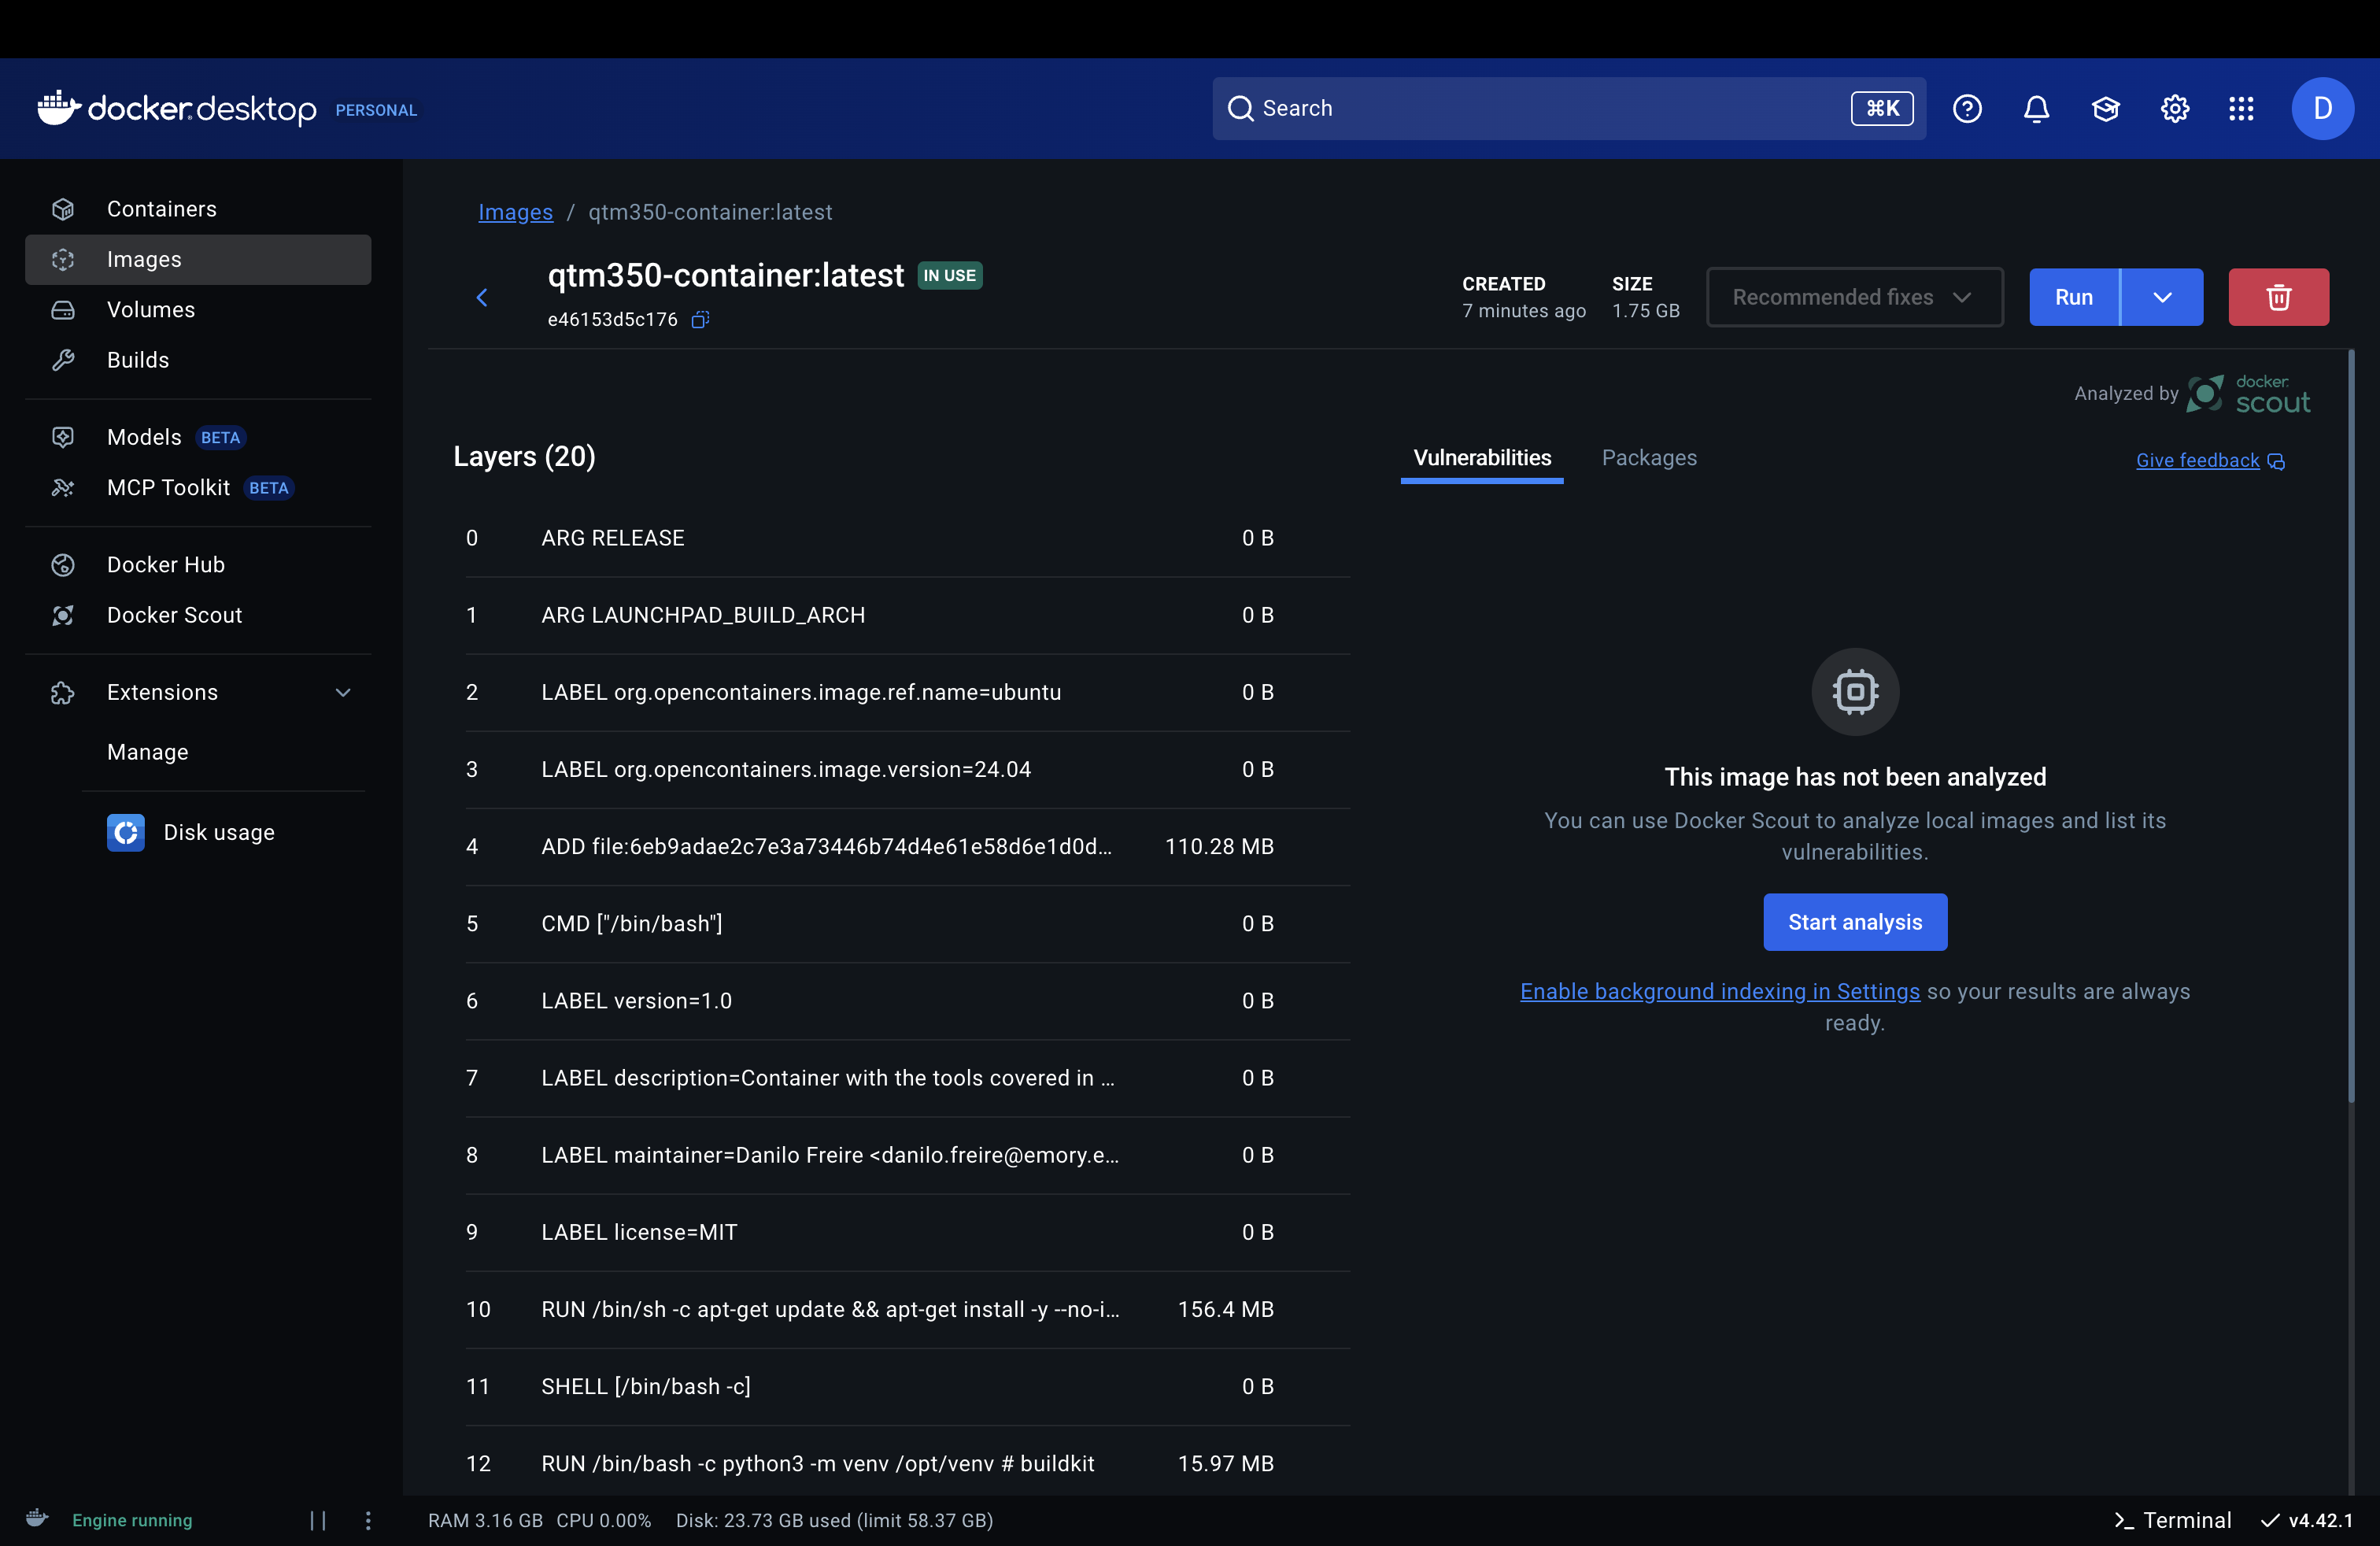 docker.desktop PERSONAL
Search ⌘K
D
Containers
Images
Volumes
Builds
Models BETA
MCP Toolkit BETA
Docker Hub
Docker Scout
Extensions
Manage
Disk usage
Images / qtm350-container:latest
qtm350-container:latest IN USE
e46153d5c176
CREATED
7 minutes ago
SIZE
1.75 GB
Recommended fixes
Run
Analyzed by docker scout
Layers (20)
0 ARG RELEASE 0 B
1 ARG LAUNCHPAD_BUILD_ARCH 0 B
2 LABEL org.opencontainers.image.ref.name=ubuntu 0 B
3 LABEL org.opencontainers.image.version=24.04 0 B
4 ADD file:6eb9adae2c7e3a73446b74d4e61e58d6e1d0d... 110.28 MB
5 CMD ["/bin/bash"] 0 B
6 LABEL version=1.0 0 B
7 LABEL description=Container with the tools covered in ... 0 B
8 LABEL maintainer=Danilo Freire <danilo.freire@emory.e... 0 B
9 LABEL license=MIT 0 B
10 RUN /bin/sh -c apt-get update && apt-get install -y --no-i... 156.4 MB
11 SHELL [/bin/bash -c] 0 B
12 RUN /bin/bash -c python3 -m venv /opt/venv # buildkit 15.97 MB
Vulnerabilities
Packages
Give feedback
This image has not been analyzed
You can use Docker Scout to analyze local images and list its
vulnerabilities.
Start analysis
Enable background indexing in Settings so your results are always
ready.
Engine running
RAM 3.16 GB CPU 0.00% Disk: 23.73 GB used (limit 58.37 GB)
Terminal
v4.42.1